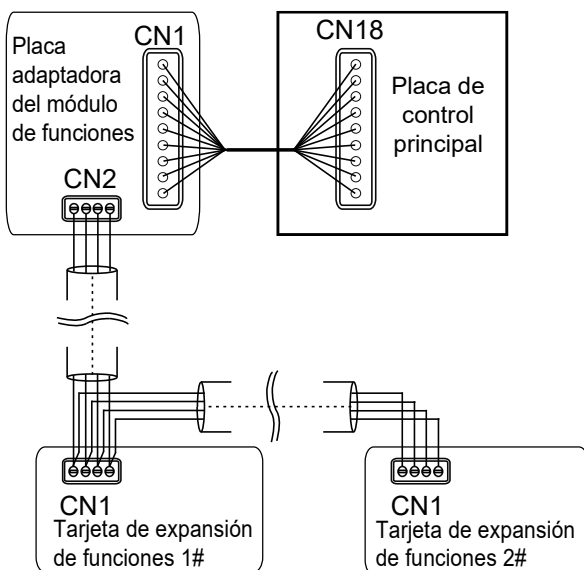 Placa
adaptadora
del módulo
de funciones
CN1
CN2
CN18
Placa de
control
principal
CN1
Tarjeta de expansión
de funciones 1#
CN1
Tarjeta de expansión
de funciones 2#